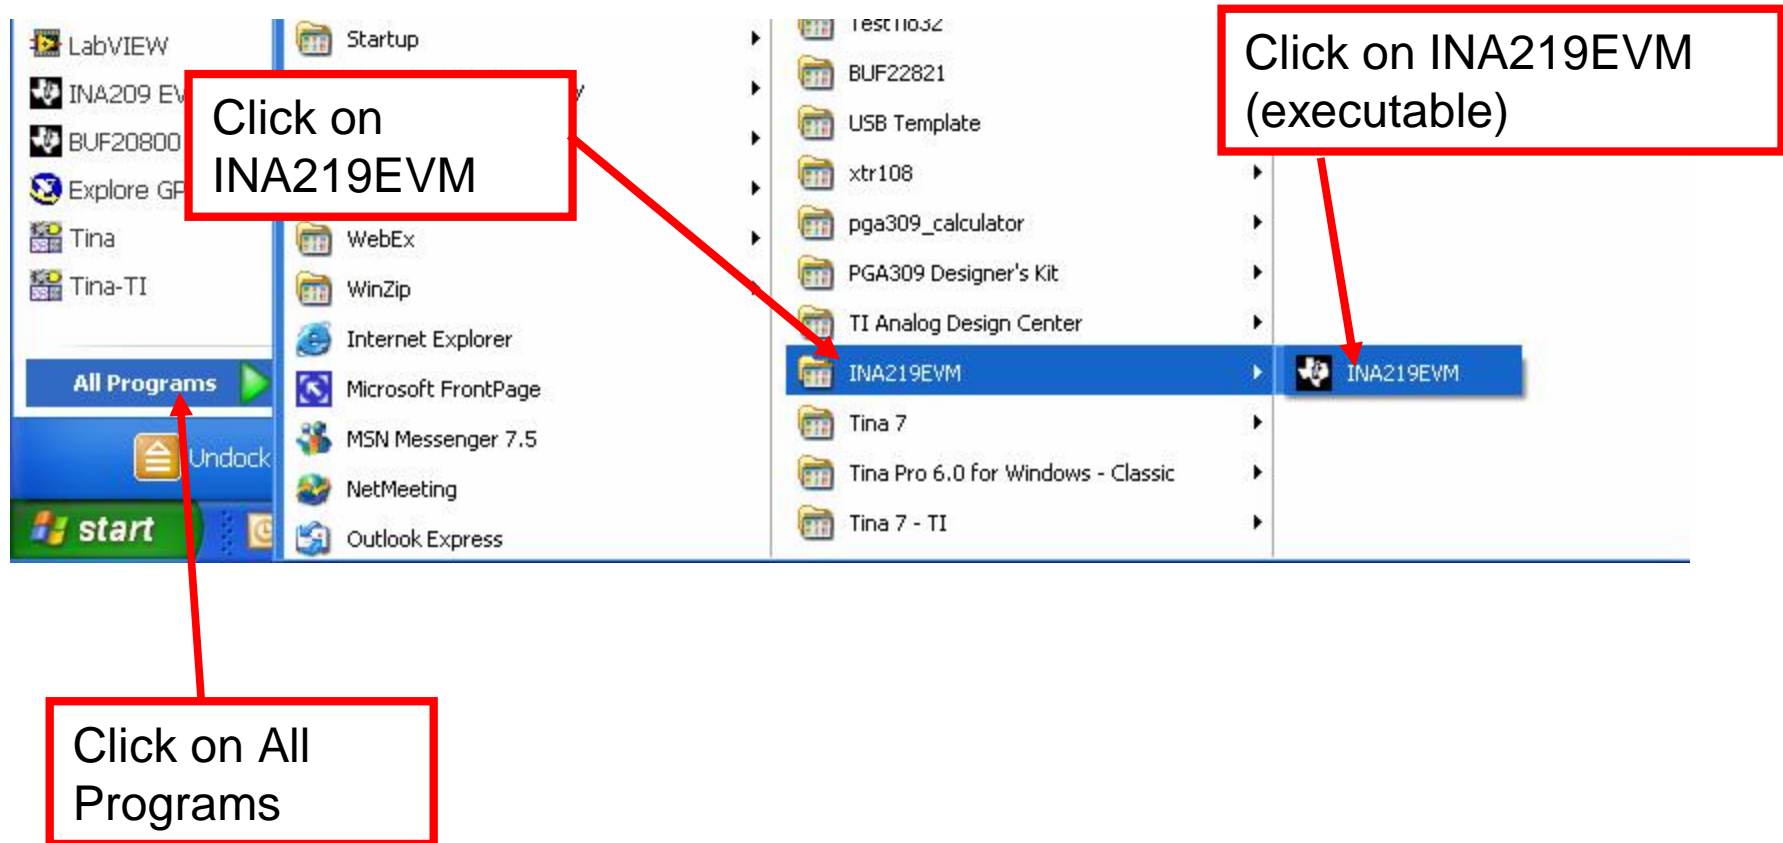 LabVIEW
INA209 EV
BUF20800
Explore GP
Tina
Tina-TI
All Programs
Undock
start
Startup
WebEx
WinZip
Internet Explorer
Microsoft FrontPage
MSN Messenger 7.5
NetMeeting
Outlook Express
TestTio32
BUF22821
USB Template
xtr108
pga309_calculator
PGA309 Designer's Kit
TI Analog Design Center
INA219EVM
Tina 7
Tina Pro 6.0 for Windows - Classic
Tina 7 - TI
INA219EVM
Click on
INA219EVM
Click on INA219EVM
(executable)
Click on All
Programs